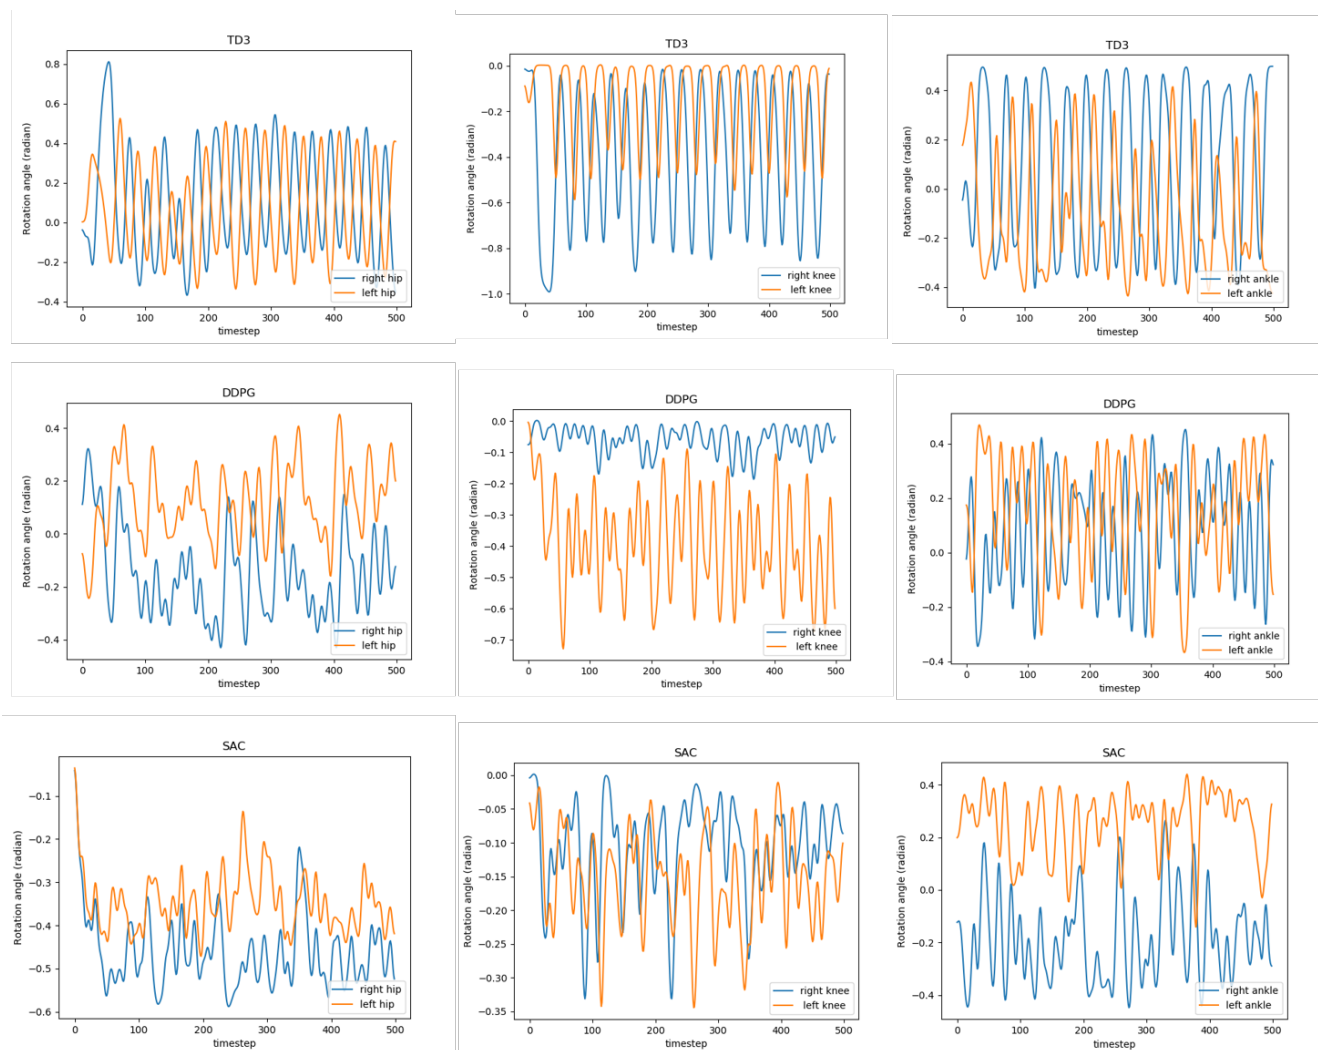 TD3
Rotation angle (radian)
0.8
0.6
0.4
0.2
0.0
−0.2
−0.4
0 100 200 300 400 500
timestep
right hip
left hip
TD3
Rotation angle (radian)
0.0
−0.2
−0.4
−0.6
−0.8
−1.0
0 100 200 300 400 500
timestep
right knee
left knee
TD3
Rotation angle (radian)
0.4
0.2
0.0
−0.2
−0.4
0 100 200 300 400 500
timestep
right ankle
left ankle
DDPG
Rotation angle (radian)
0.4
0.2
0.0
−0.2
−0.4
0 100 200 300 400 500
timestep
right hip
left hip
DDPG
Rotation angle (radian)
0.0
−0.1
−0.2
−0.3
−0.4
−0.5
−0.6
−0.7
0 100 200 300 400 500
timestep
right knee
left knee
DDPG
Rotation angle (radian)
0.4
0.2
0.0
−0.2
−0.4
0 100 200 300 400 500
timestep
right ankle
left ankle
SAC
Rotation angle (radian)
−0.1
−0.2
−0.3
−0.4
−0.5
−0.6
0 100 200 300 400 500
timestep
right hip
left hip
SAC
Rotation angle (radian)
0.00
−0.05
−0.10
−0.15
−0.20
−0.25
−0.30
−0.35
0 100 200 300 400 500
timestep
right knee
left knee
SAC
Rotation angle (radian)
0.4
0.2
0.0
−0.2
−0.4
0 100 200 300 400 500
timestep
right ankle
left ankle